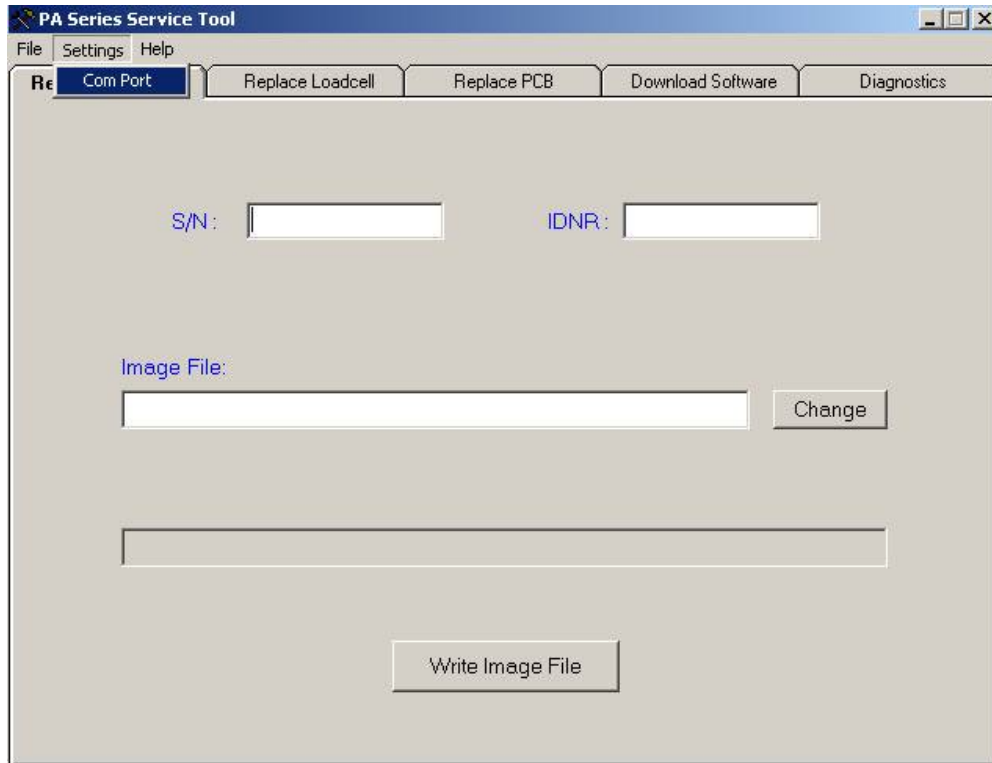 PA Series Service Tool
File Settings Help
Com Port
Replace Loadcell Replace PCB Download Software Diagnostics
S/N : IDNR :
Image File:
Change
Write Image File